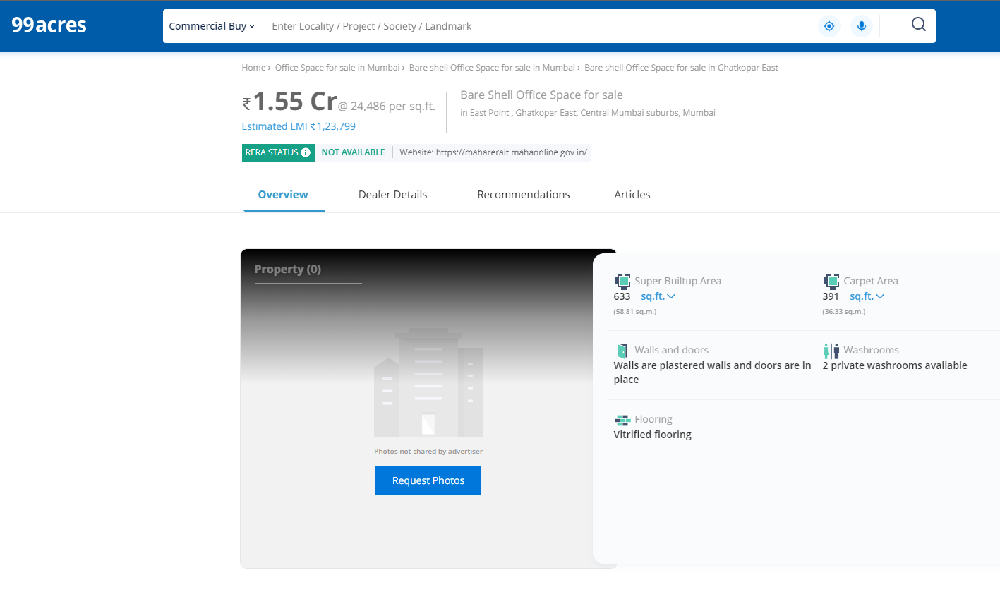 99acres
Commercial Buy
Enter Locality / Project / Society / Landmark
Home › Office Space for sale in Mumbai › Bare shell Office Space for sale in Mumbai › Bare shell Office Space for sale in Ghatkopar East
₹1.55 Cr@ 24,486 per sq.ft.
Estimated EMI ₹1,23,799
Bare Shell Office Space for sale
in East Point , Ghatkopar East, Central Mumbai suburbs, Mumbai
RERA STATUS i NOT AVAILABLE Website: https://maharerait.mahaonline.gov.in/
Overview Dealer Details Recommendations Articles
Property (0)
Photos not shared by advertiser
Request Photos
Super Builtup Area
633 sq.ft.
(58.81 sq.m.)
Carpet Area
391 sq.ft.
(36.33 sq.m.)
Walls and doors
Walls are plastered walls and doors are in
place
Washrooms
2 private washrooms available
Flooring
Vitrified flooring